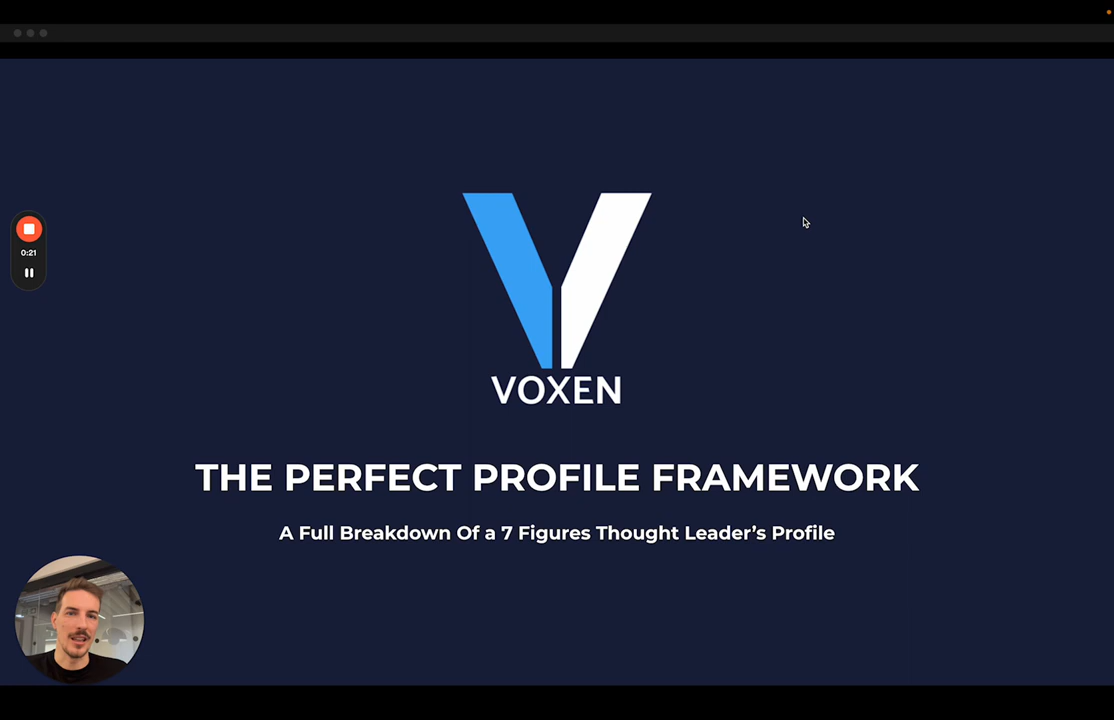 0:21
VOXEN
THE PERFECT PROFILE FRAMEWORK
A Full Breakdown Of a 7 Figures Thought Leader’s Profile